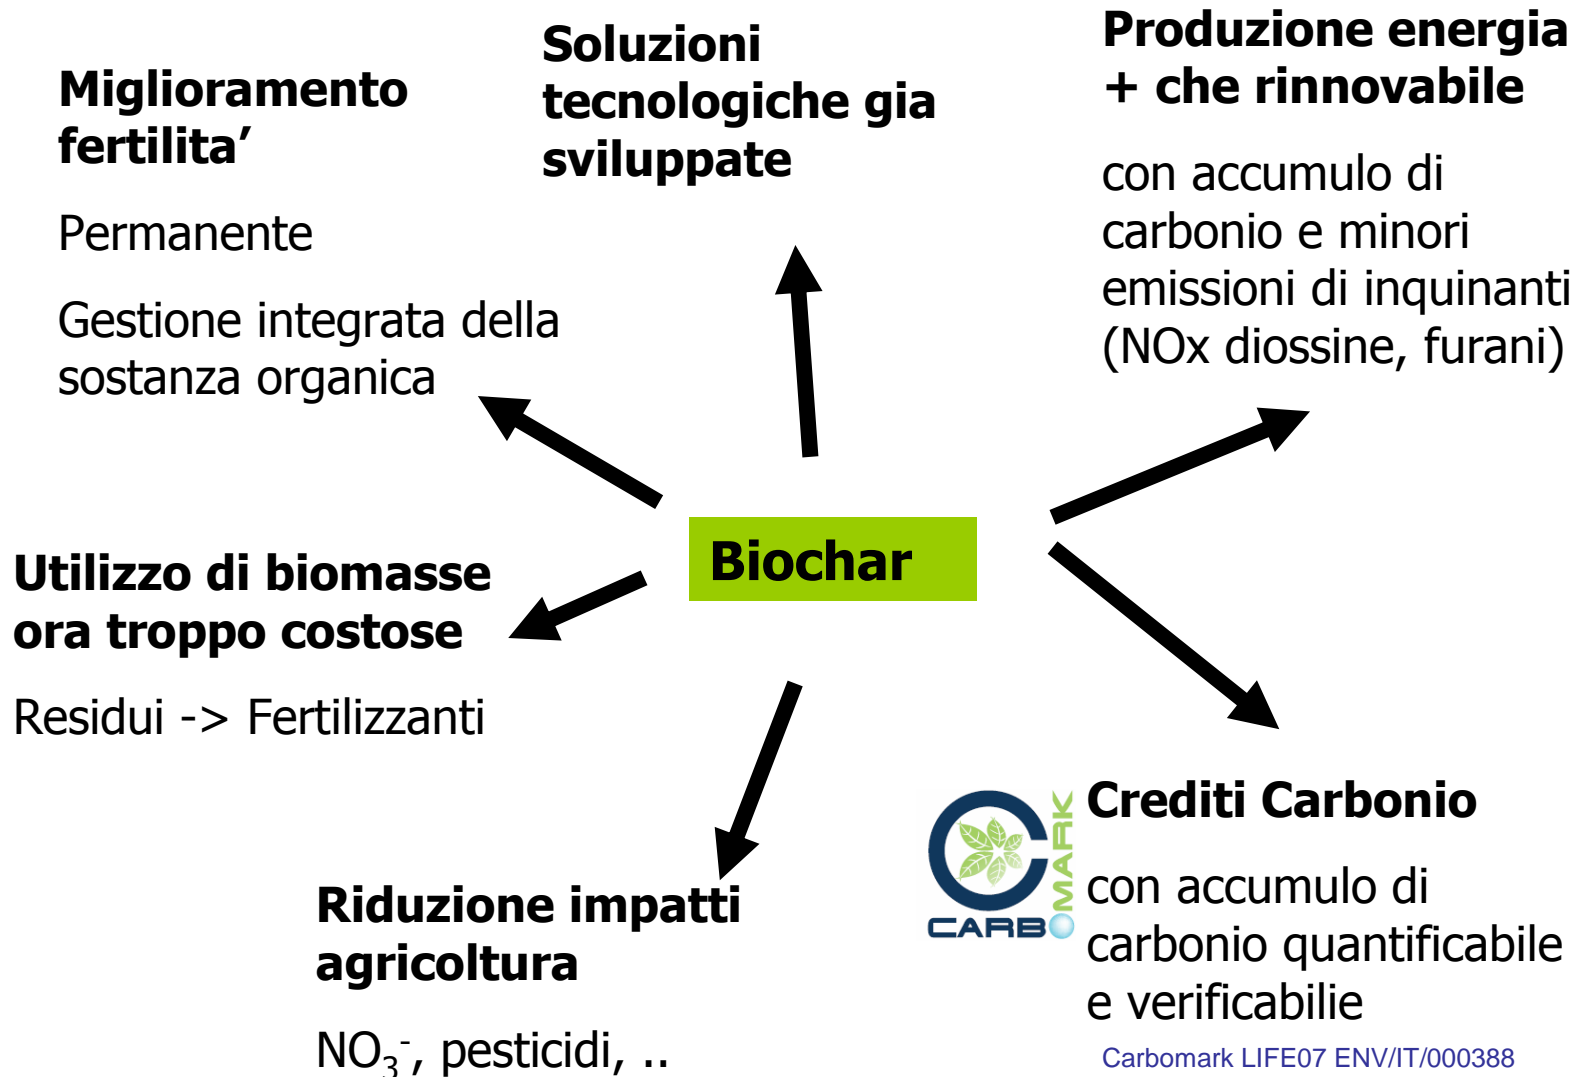 Miglioramento
fertilita’
Permanente
Gestione integrata della
sostanza organica
Soluzioni
tecnologiche gia
sviluppate
Produzione energia
+ che rinnovabile
con accumulo di
carbonio e minori
emissioni di inquinanti
(NOx diossine, furani)
Biochar
Utilizzo di biomasse
ora troppo costose
Residui -> Fertilizzanti
Riduzione impatti
agricoltura
NO₃⁻, pesticidi, ..
CARBOMARK
Crediti Carbonio
con accumulo di
carbonio quantificabile
e verificabilie
Carbomark LIFE07 ENV/IT/000388